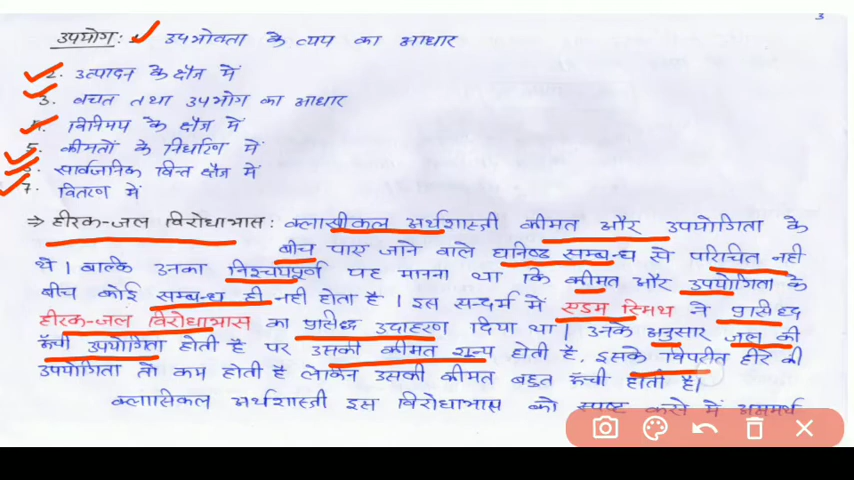 3
उपयोग: 1. उपभोक्ता के व्यय का आधार
2. उत्पादन के क्षेत्र में
3. बचत तथा उपभोग का आधार
4. विनिमय के क्षेत्र में
5. कीमतों के निर्धारण में
6. सार्वजनिक वित्त क्षेत्र में
7. वितरण में
⇒ हीरक-जल विरोधाभास: क्लासीकल अर्थशास्त्री कीमत और उपयोगिता के
बीच पाए जाने वाले घनिष्ठ सम्बन्ध से परिचित नही
थे। बल्कि उनका निश्चयपूर्ण यह मानना था कि कीमत और उपयोगिता के
बीच कोई सम्बन्ध ही नही होता है। इस सन्दर्भ में एडम स्मिथ ने प्रसिद्ध
हीरक-जल विरोधाभास का प्रसिद्ध उदाहरण दिया था। उनके अनुसार जल की
ऊँची उपयोगिता होती है पर उसकी कीमत शून्य होती है, इसके विपरीत हीरे की
उपयोगिता तो कम होती है लेकिन उसकी कीमत बहुत ऊँची होती है।
क्लासिकल अर्थशास्त्री इस विरोधाभास को स्पष्ट करने में असमर्थ